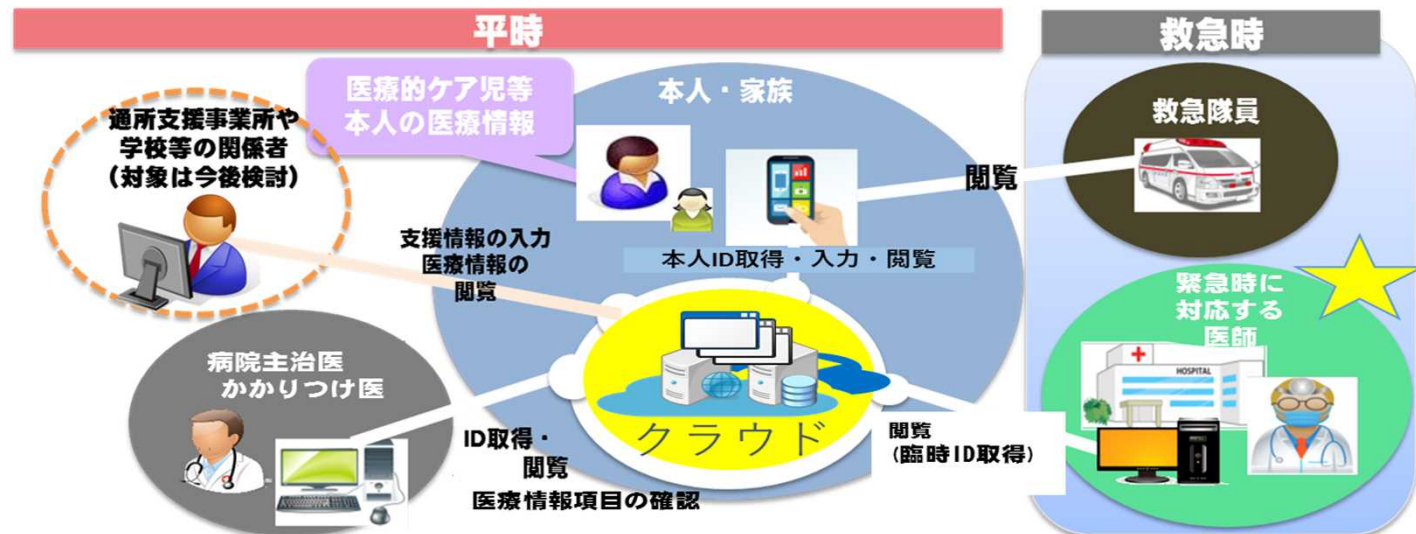 平時
救急時
医療的ケア児等
本人の医療情報
本人・家族
通所支援事業所や
学校等の関係者
(対象は今後検討)
救急隊員
閲覧
支援情報の入力
医療情報の
閲覧
本人ID取得・入力・閲覧
緊急時に
対応する
医師
HOSPITAL
病院主治医
かかりつけ医
クラウド
ID取得・
閲覧
医療情報項目の確認
閲覧
(臨時ID取得)